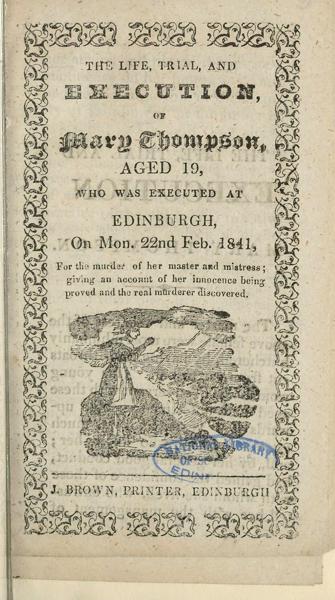 THE LIFE, TRIAL, AND
EXECUTION,
OF
Mary Thompson,
AGED 19,
WHO WAS EXECUTED AT
EDINBURGH,
On Mon. 22nd Feb. 1841,
For the murder of her master and mistress;
giving an account of her innocence being
proved and the real murderer discovered.
NATIONAL LIBRARY
OF
EDIN
J. BROWN, PRINTER, EDINBURGH